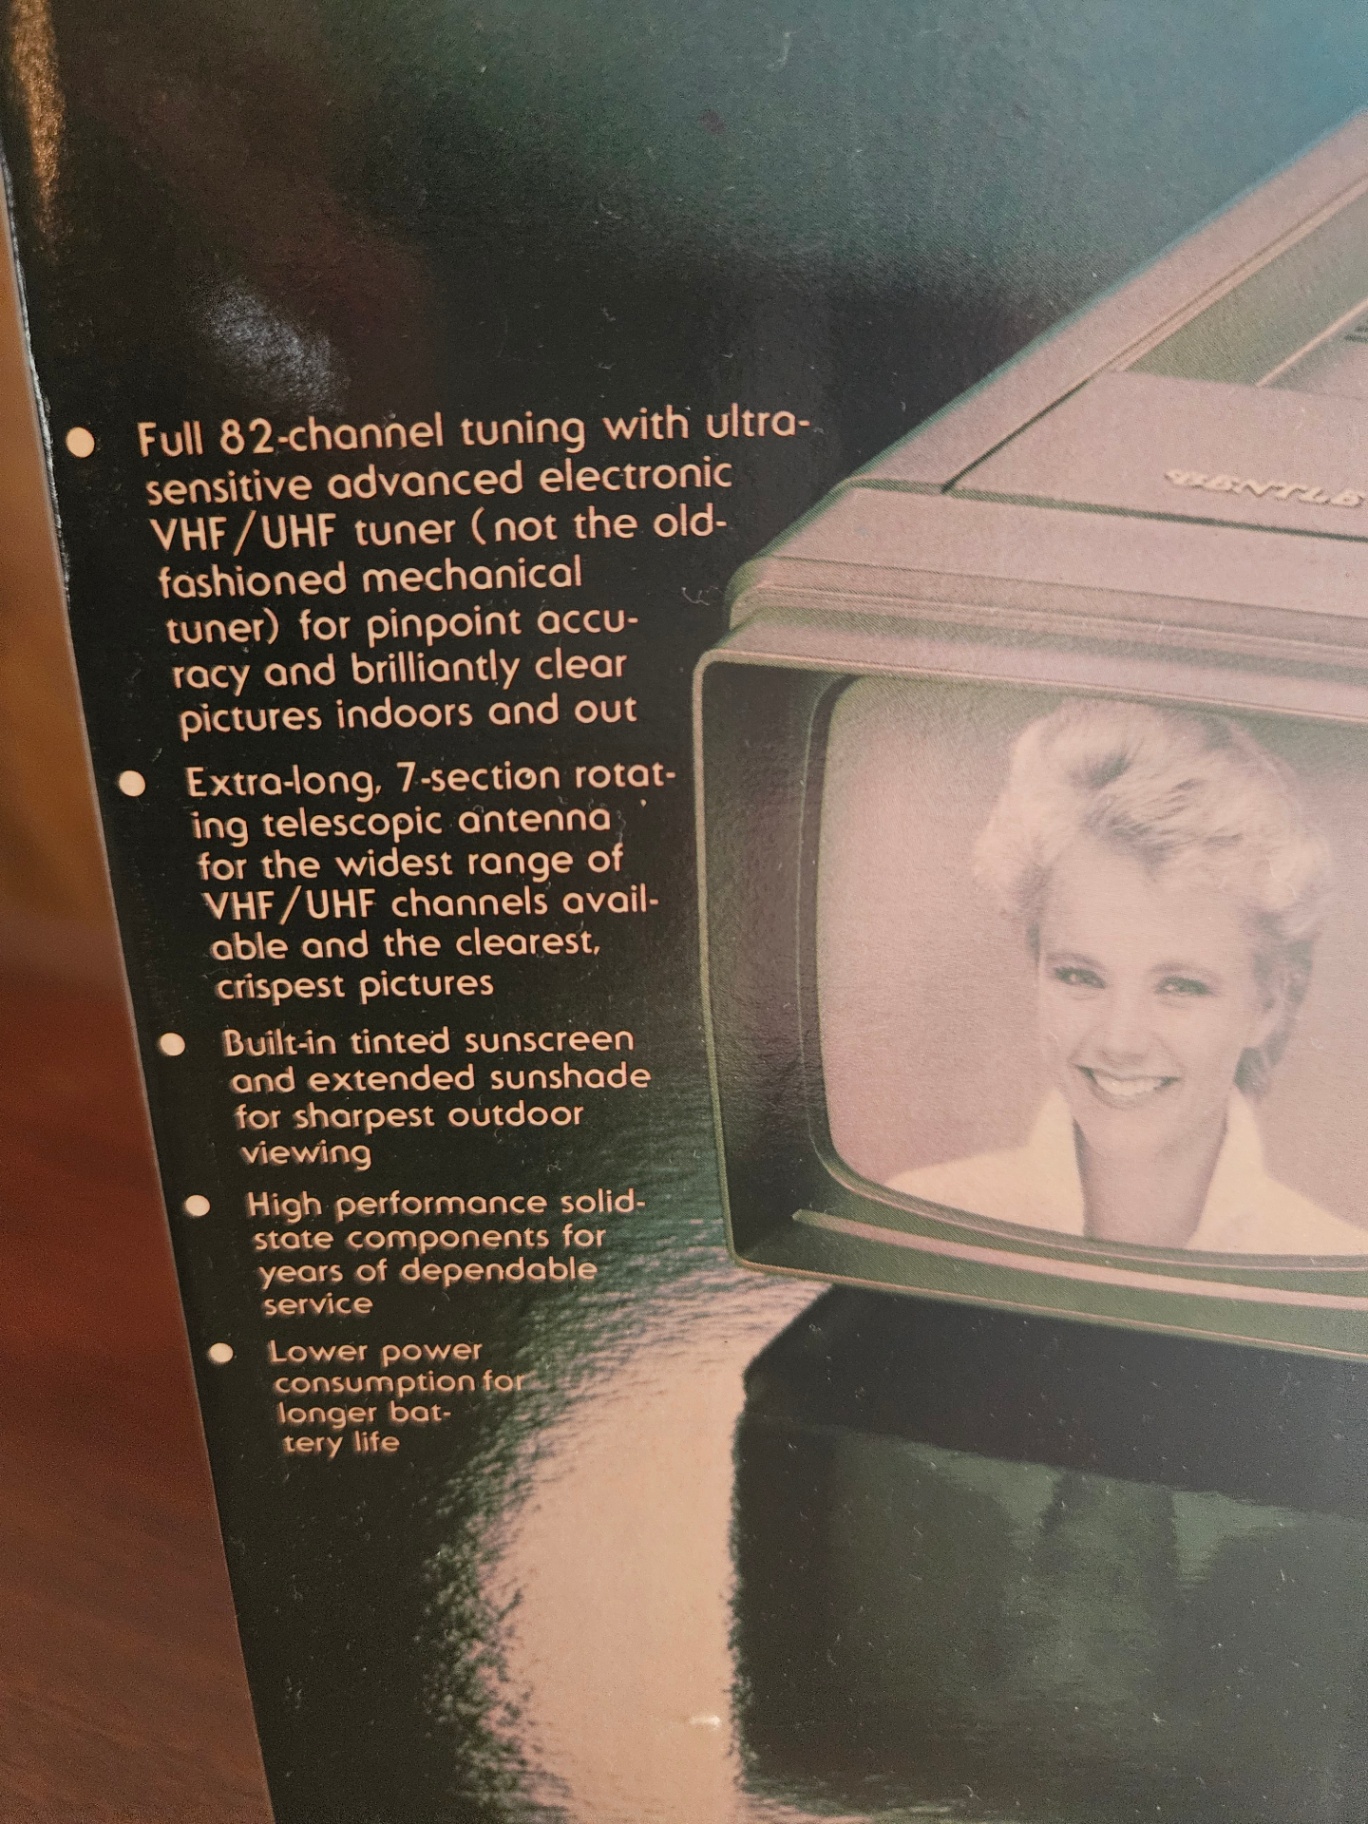 Full 82-channel tuning with ultra-
sensitive advanced electronic
VHF/UHF tuner (not the old-
fashioned mechanical
tuner) for pinpoint accu-
racy and brilliantly clear
pictures indoors and out
Extra-long, 7-section rotat-
ing telescopic antenna
for the widest range of
VHF/UHF channels avail-
able and the clearest,
crispest pictures
Built-in tinted sunscreen
and extended sunshade
for sharpest outdoor
viewing
High performance solid-
state components for
years of dependable
service
Lower power
consumption for
longer bat-
tery life
BENTLE